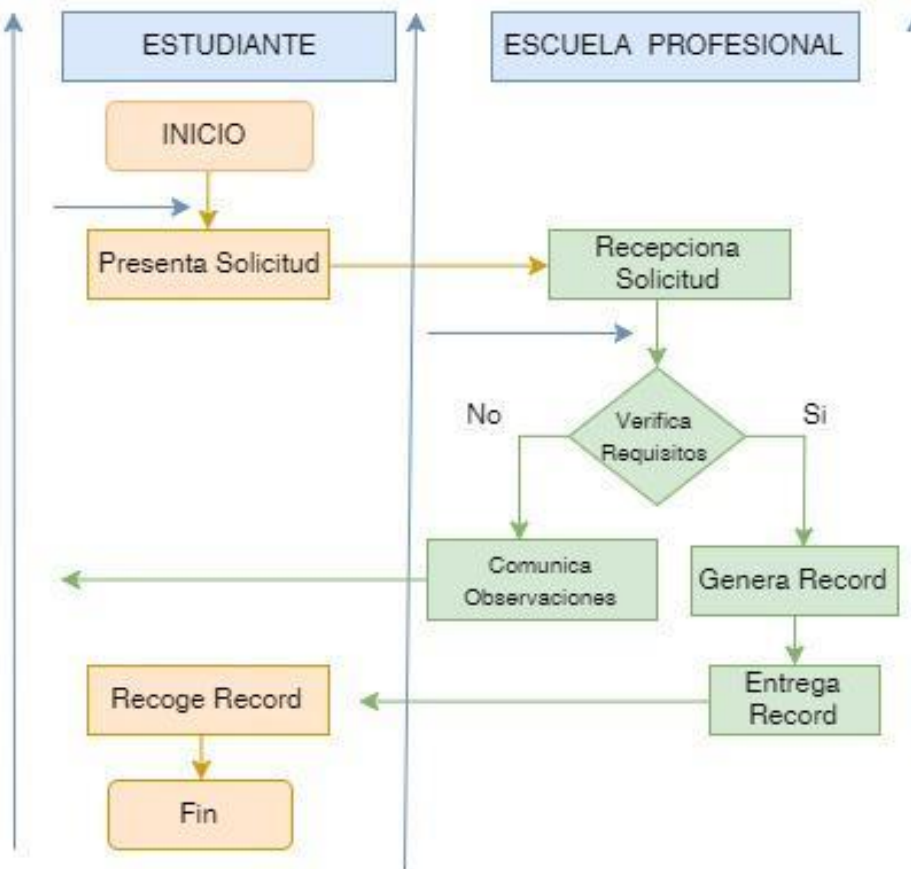 ESTUDIANTE
ESCUELA PROFESIONAL
INICIO
Presenta Solicitud
Recepciona
Solicitud
No
Si
Verifica
Requisitos
Comunica
Observaciones
Genera Record
Recoge Record
Entrega
Record
Fin